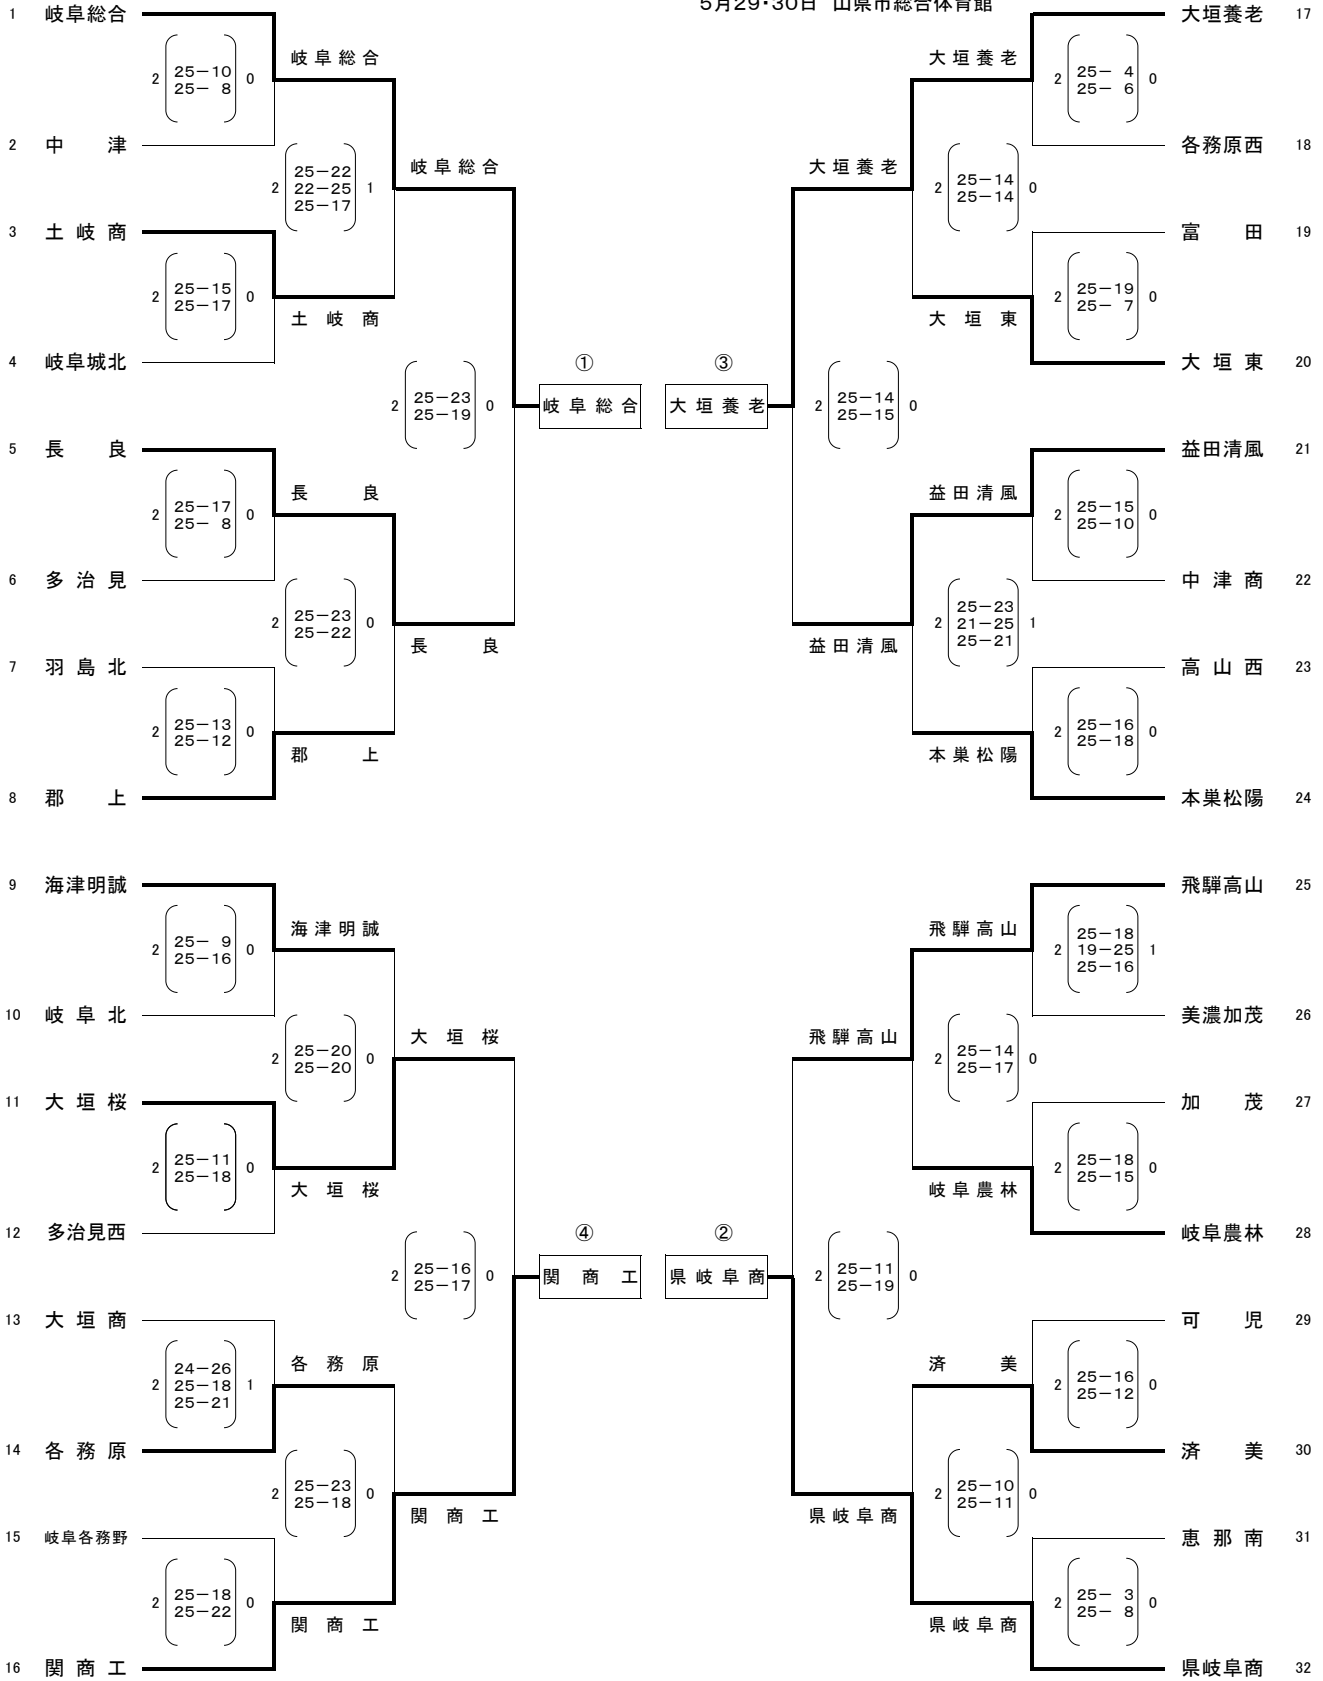 5月29・30日 山県市総合体育館
1 岐阜総合
2 25－10 0
25－ 8
2 中 津
岐阜総合
2 25－22 1
22－25
25－17
3 土岐商
2 25－15 0
25－17
4 岐阜城北
土岐商
岐阜総合
2 25－23 0
25－19
5 長 良
2 25－17 0
25－ 8
6 多治見
長 良
2 25－23 0
25－22
7 羽島北
2 25－13 0
25－12
8 郡 上
郡 上
長 良
①
岐阜総合
9 海津明誠
2 25－ 9 0
25－16
10 岐阜北
海津明誠
2 25－20 0
25－20
11 大垣桜
2 25－11 0
25－18
12 多治見西
大垣桜
大垣桜
2 25－16 0
25－17
13 大垣商
2 24－26 1
25－18
25－21
14 各務原
各務原
2 25－23 0
25－18
15 岐阜各務野
2 25－18 0
25－22
16 関商工
関商工
関商工
④
関商工
大垣養老 17
2 25－ 4 0
25－ 6
各務原西 18
大垣養老
2 25－14 0
25－14
富 田 19
2 25－19 0
25－ 7
大垣東 20
大垣東
大垣養老
2 25－14 0
25－15
益田清風 21
2 25－15 0
25－10
中津商 22
益田清風
2 25－23 1
21－25
25－21
高山西 23
2 25－16 0
25－18
本巣松陽 24
本巣松陽
益田清風
③
大垣養老
飛騨高山 25
2 25－18 1
19－25
25－16
美濃加茂 26
飛騨高山
2 25－14 0
25－17
加 茂 27
2 25－18 0
25－15
岐阜農林 28
岐阜農林
飛騨高山
2 25－11 0
25－19
可 児 29
2 25－16 0
25－12
済 美 30
済 美
2 25－10 0
25－11
恵那南 31
2 25－ 3 0
25－ 8
県岐阜商 32
県岐阜商
県岐阜商
②
県岐阜商